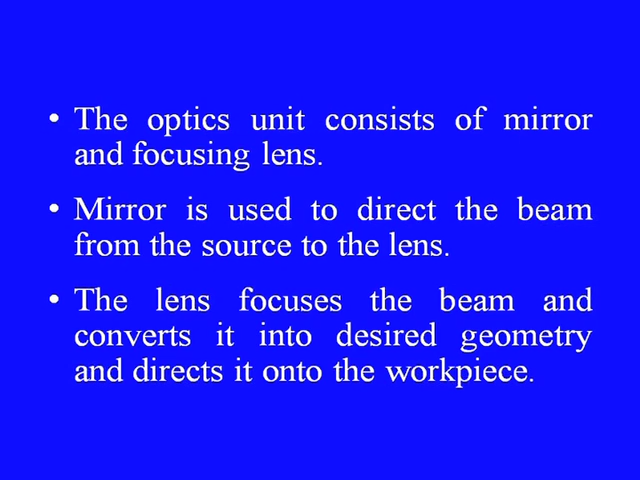 • The optics unit consists of mirror
and focusing lens.
• Mirror is used to direct the beam
from the source to the lens.
• The lens focuses the beam and
converts it into desired geometry
and directs it onto the workpiece.